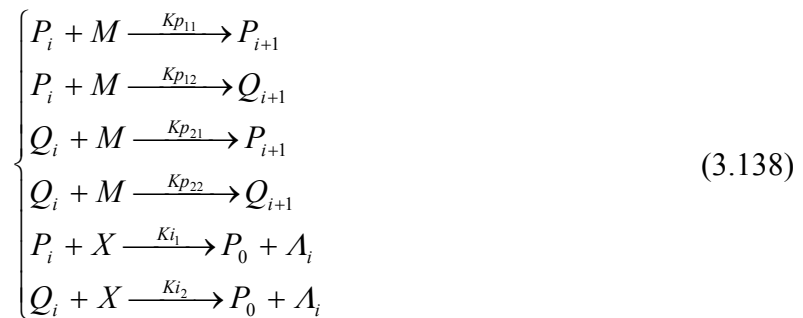 P_i + M --Kp_11--> P_{i+1}
P_i + M --Kp_12--> Q_{i+1}
Q_i + M --Kp_21--> P_{i+1}
Q_i + M --Kp_22--> Q_{i+1}
P_i + X --Ki_1--> P_0 + Λ_i
Q_i + X --Ki_2--> P_0 + Λ_i
(3.138)